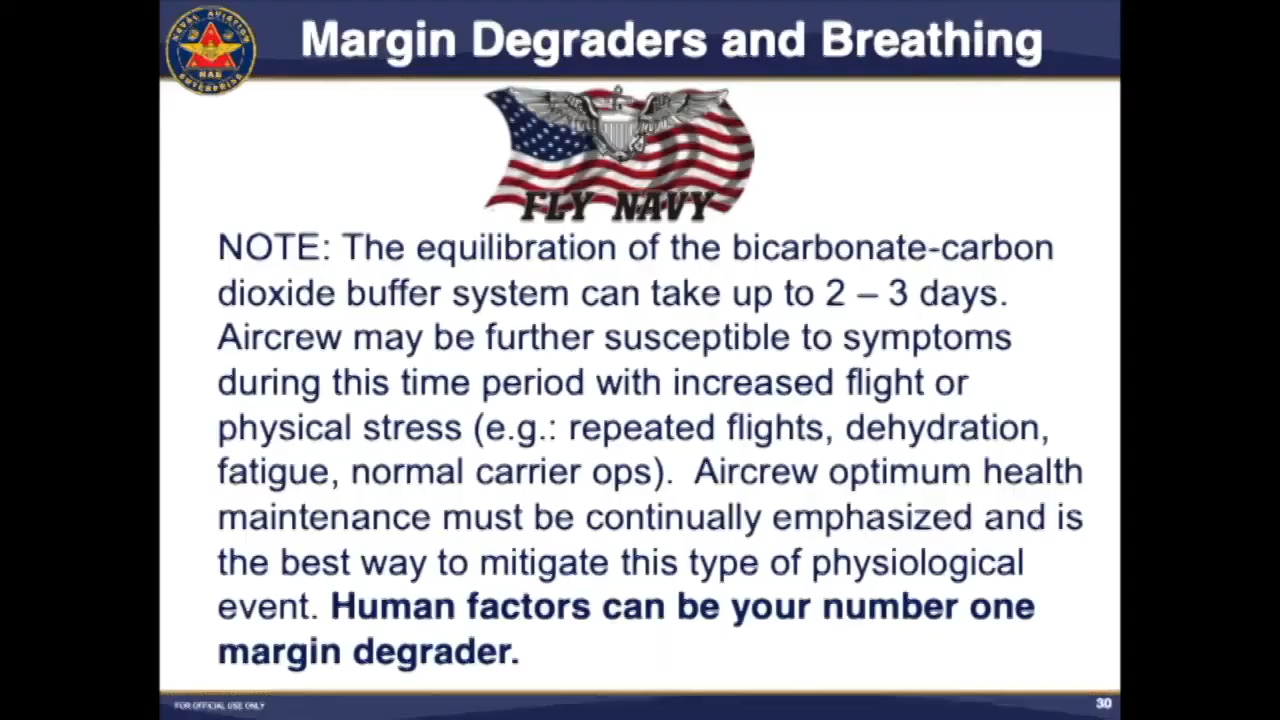 Margin Degraders and Breathing
NAVAL AVIATION
NAE
ENTERPRISE
FLY NAVY
NOTE: The equilibration of the bicarbonate-carbon
dioxide buffer system can take up to 2 – 3 days.
Aircrew may be further susceptible to symptoms
during this time period with increased flight or
physical stress (e.g.: repeated flights, dehydration,
fatigue, normal carrier ops).  Aircrew optimum health
maintenance must be continually emphasized and is
the best way to mitigate this type of physiological
event. Human factors can be your number one
margin degrader.
FOR OFFICIAL USE ONLY
30